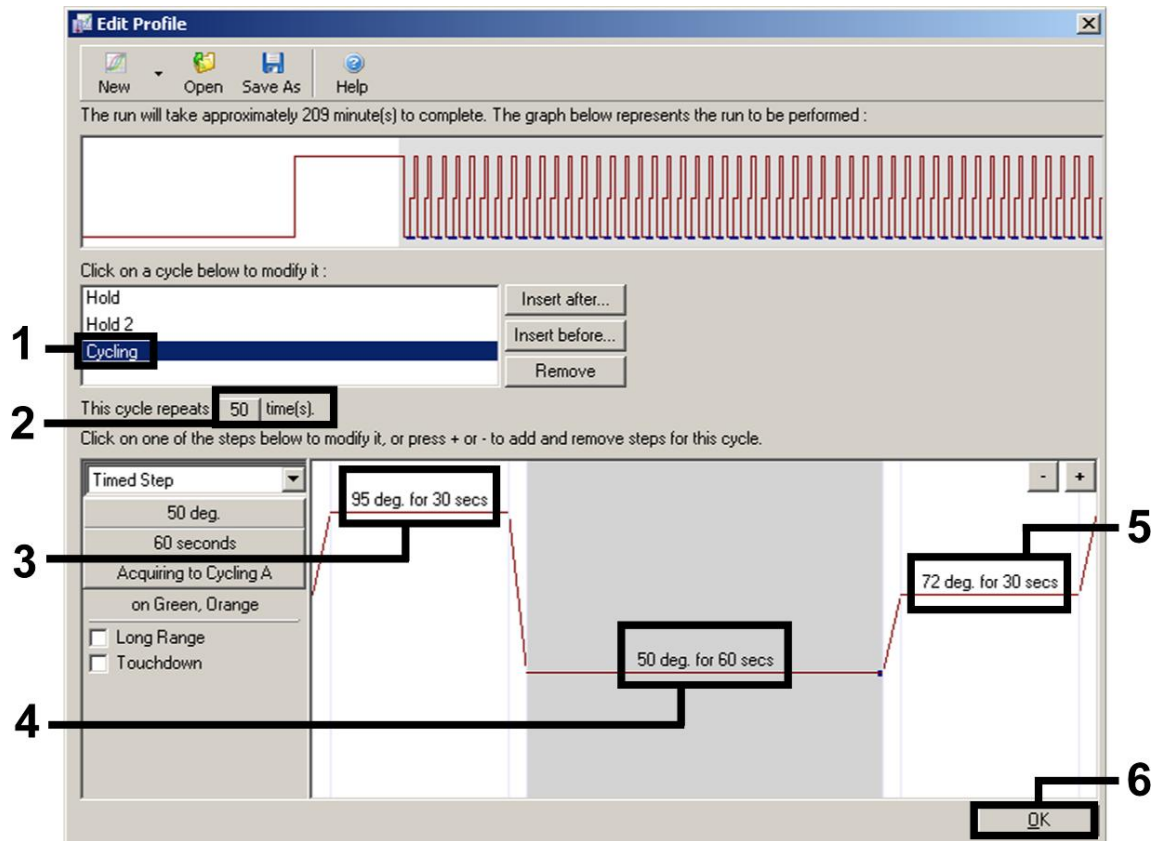 Edit Profile
New Open Save As Help
The run will take approximately 209 minute(s) to complete. The graph below represents the run to be performed :
Click on a cycle below to modify it :
Hold
Hold 2
Cycling
Insert after...
Insert before...
Remove
1
This cycle repeats 50 time(s).
2
Click on one of the steps below to modify it, or press + or - to add and remove steps for this cycle.
Timed Step
50 deg.
60 seconds
Acquiring to Cycling A
on Green, Orange
Long Range
Touchdown
95 deg. for 30 secs
3
50 deg. for 60 secs
4
- +
72 deg. for 30 secs
5
6
OK